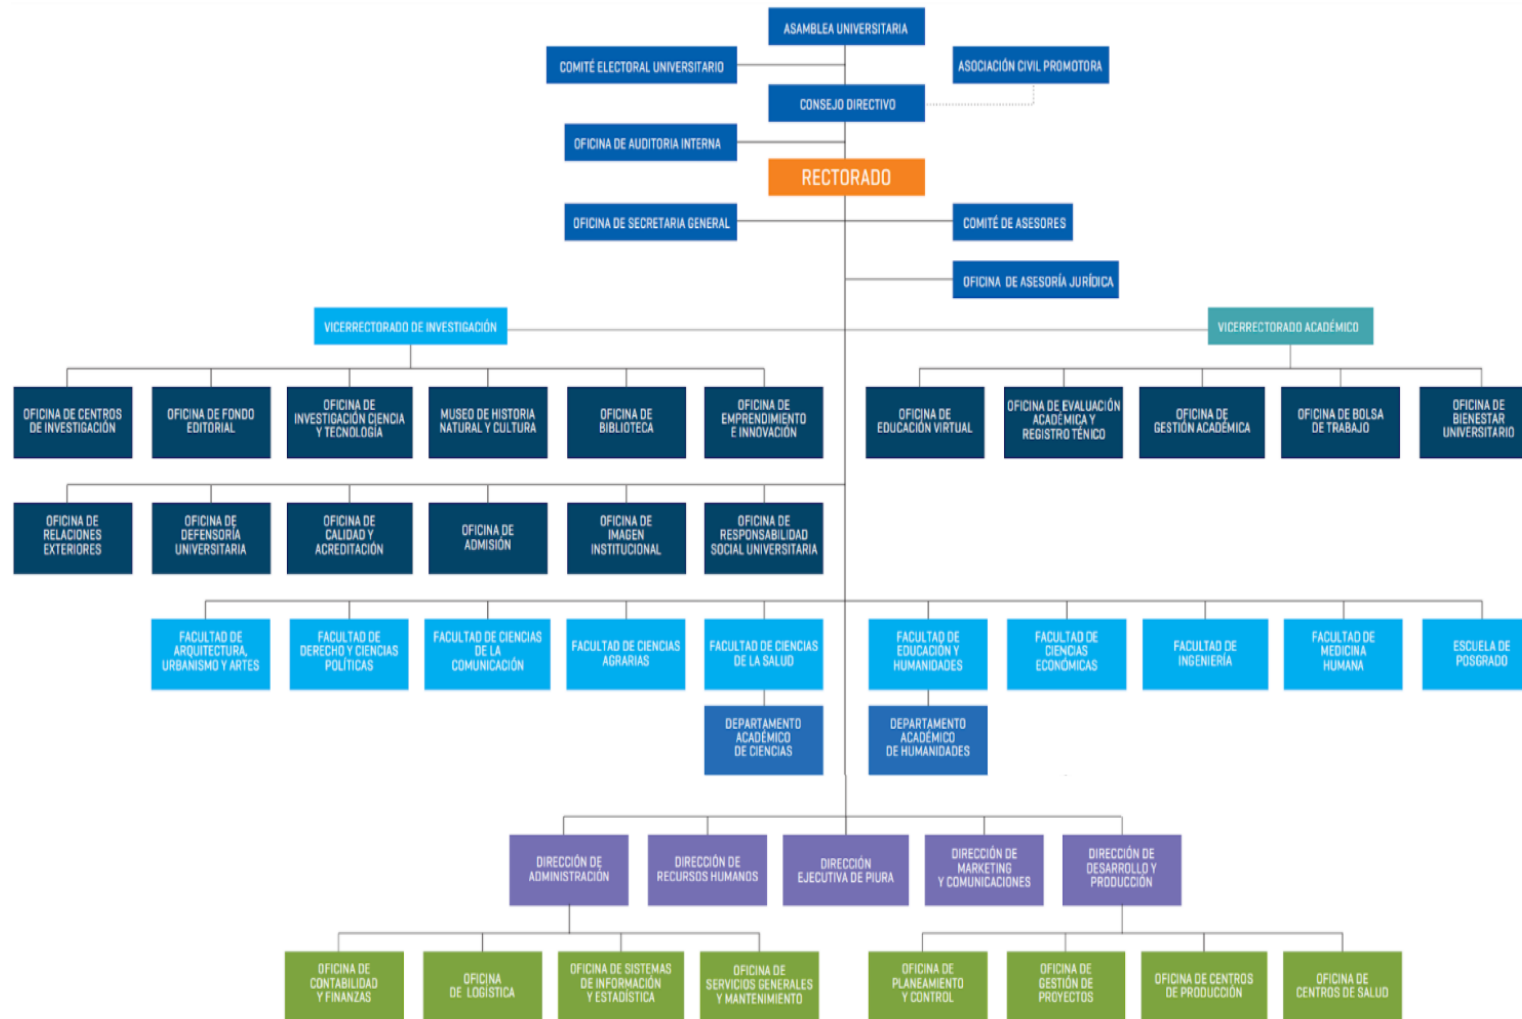 ASAMBLEA UNIVERSITARIA
COMITÉ ELECTORAL UNIVERSITARIO
ASOCIACIÓN CIVIL PROMOTORA
CONSEJO DIRECTIVO
OFICINA DE AUDITORIA INTERNA
RECTORADO
OFICINA DE SECRETARIA GENERAL
COMITÉ DE ASESORES
OFICINA DE ASESORÍA JURÍDICA
VICERRECTORADO DE INVESTIGACIÓN
VICERRECTORADO ACADÉMICO
OFICINA DE CENTROS
DE INVESTIGACIÓN
OFICINA DE FONDO
EDITORIAL
OFICINA DE
INVESTIGACIÓN CIENCIA
Y TECNOLOGÍA
MUSEO DE HISTORIA
NATURAL Y CULTURA
OFICINA DE
BIBLIOTECA
OFICINA DE
EMPRENDIMIENTO
E INNOVACIÓN
OFICINA DE
EDUCACIÓN VIRTUAL
OFICINA DE EVALUACIÓN
ACADÉMICA Y
REGISTRO TÉNICO
OFICINA DE
GESTIÓN ACADÉMICA
OFICINA DE BOLSA
DE TRABAJO
OFICINA DE
BIENESTAR
UNIVERSITARIO
OFICINA DE
RELACIONES
EXTERIORES
OFICINA DE
DEFENSORÍA
UNIVERSITARIA
OFICINA DE
CALIDAD Y
ACREDITACIÓN
OFICINA DE
ADMISIÓN
OFICINA DE
IMAGEN
INSTITUCIONAL
OFICINA DE
RESPONSABILIDAD
SOCIAL UNIVERSITARIA
FACULTAD DE
ARQUITECTURA,
URBANISMO Y ARTES
FACULTAD DE
DERECHO Y CIENCIAS
POLÍTICAS
FACULTAD DE CIENCIAS
DE LA
COMUNICACIÓN
FACULTAD DE CIENCIAS
AGRARIAS
FACULTAD DE CIENCIAS
DE LA SALUD
FACULTAD DE
EDUCACIÓN Y
HUMANIDADES
FACULTAD DE
CIENCIAS
ECONÓMICAS
FACULTAD DE
INGENIERÍA
FACULTAD DE
MEDICINA
HUMANA
ESCUELA DE
POSGRADO
DEPARTAMENTO
ACADÉMICO
DE CIENCIAS
DEPARTAMENTO
ACADÉMICO
DE HUMANIDADES
DIRECCIÓN DE
ADMINISTRACIÓN
DIRECCIÓN DE
RECURSOS HUMANOS
DIRECCIÓN
EJECUTIVA DE PIURA
DIRECCIÓN DE
MARKETING
Y COMUNICACIONES
DIRECCIÓN DE
DESARROLLO Y
PRODUCCIÓN
OFICINA DE
CONTABILIDAD
Y FINANZAS
OFICINA
DE LOGÍSTICA
OFICINA DE SISTEMAS
DE INFORMACIÓN
Y ESTADÍSTICA
OFICINA DE
SERVICIOS GENERALES
Y MANTENIMIENTO
OFICINA DE
PLANEAMIENTO
Y CONTROL
OFICINA DE
GESTIÓN DE
PROYECTOS
OFICINA DE CENTROS
DE PRODUCCIÓN
OFICINA DE
CENTROS DE SALUD